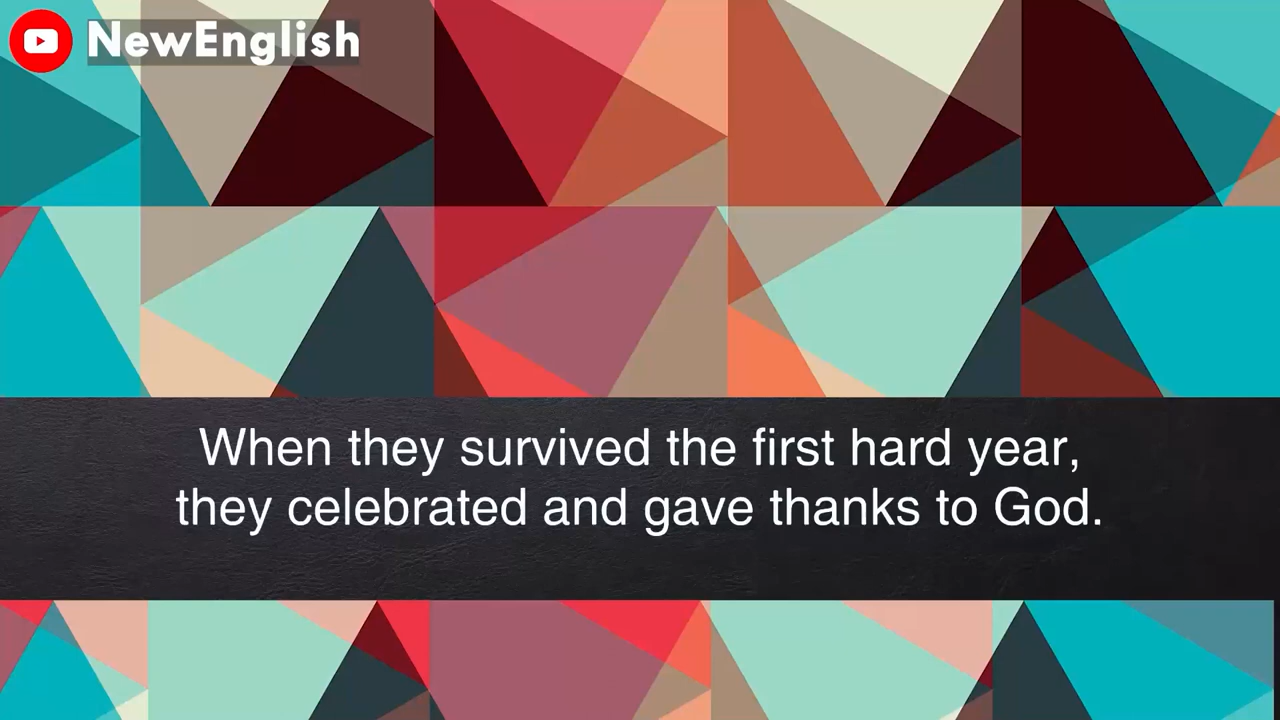 NewEnglish
When they survived the first hard year,
they celebrated and gave thanks to God.